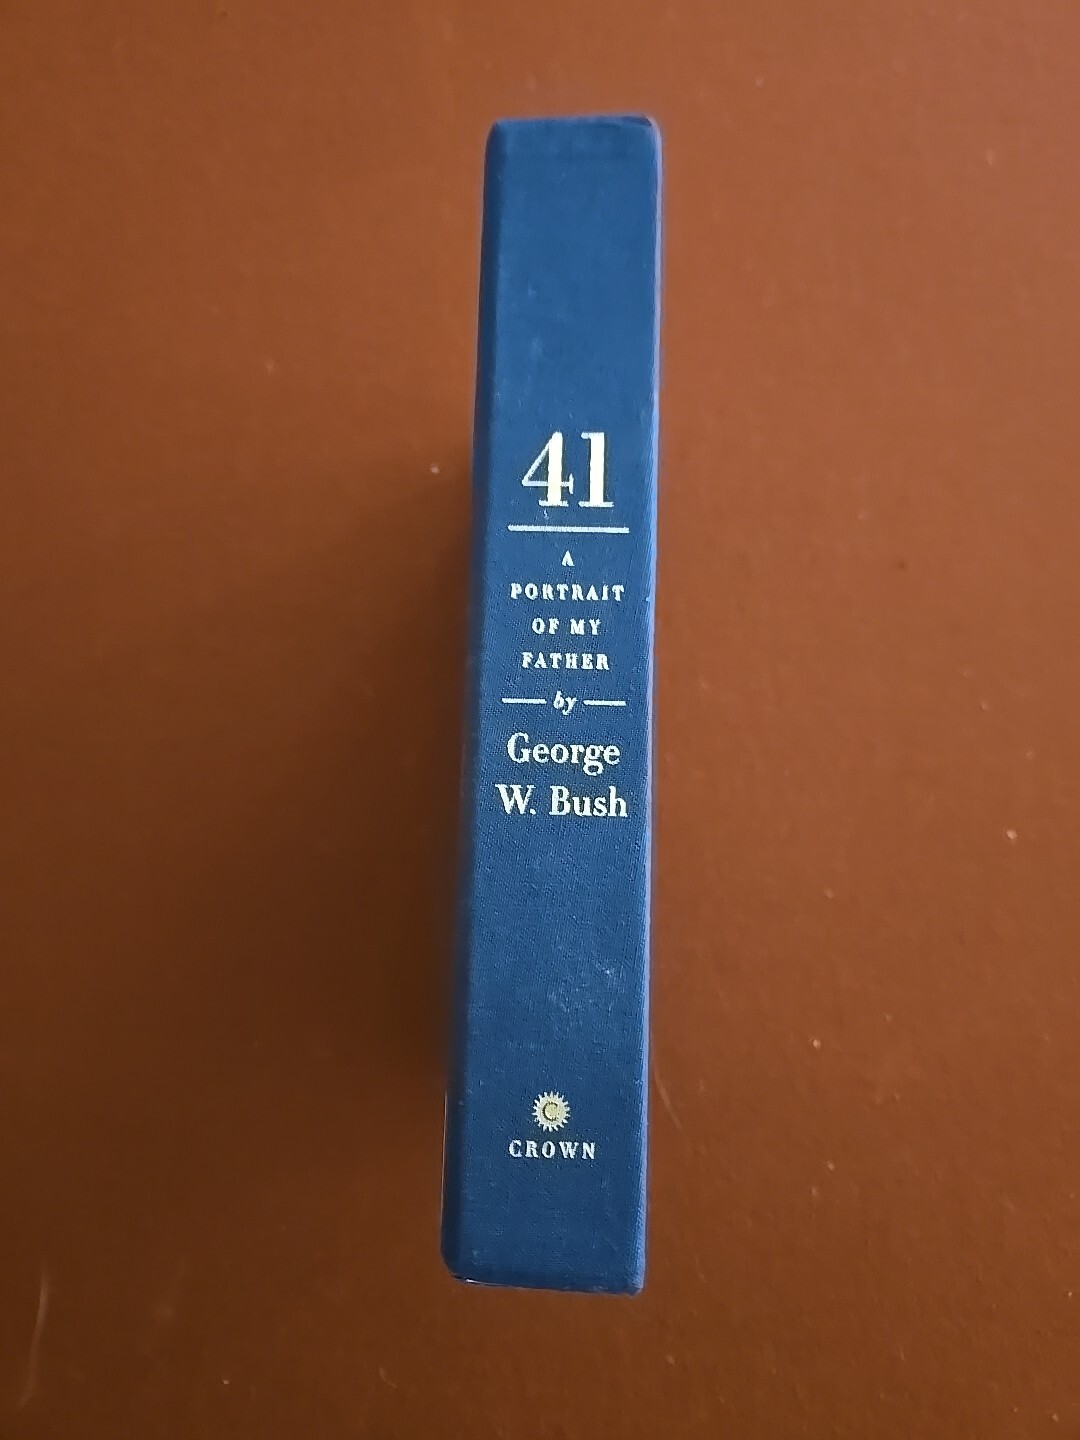 41
A
PORTRAIT
OF MY
FATHER
by
George
W. Bush
C
CROWN